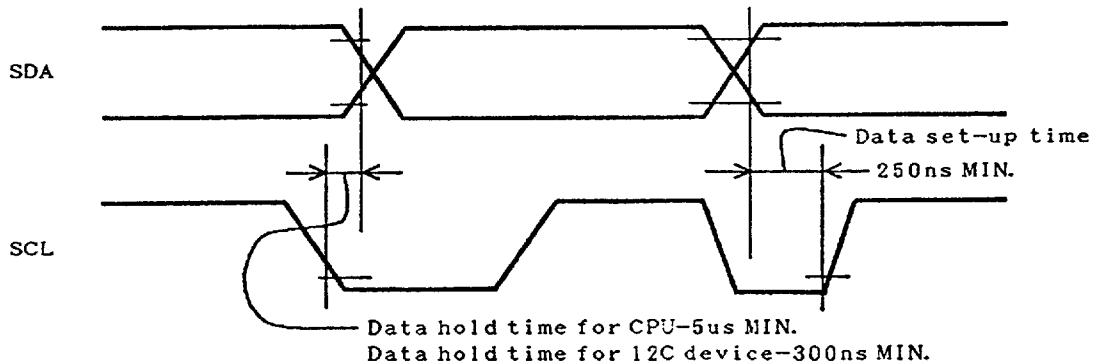 SDA
Data set-up time
250ns MIN.
SCL
Data hold time for CPU-5us MIN.
Data hold time for 12C device-300ns MIN.